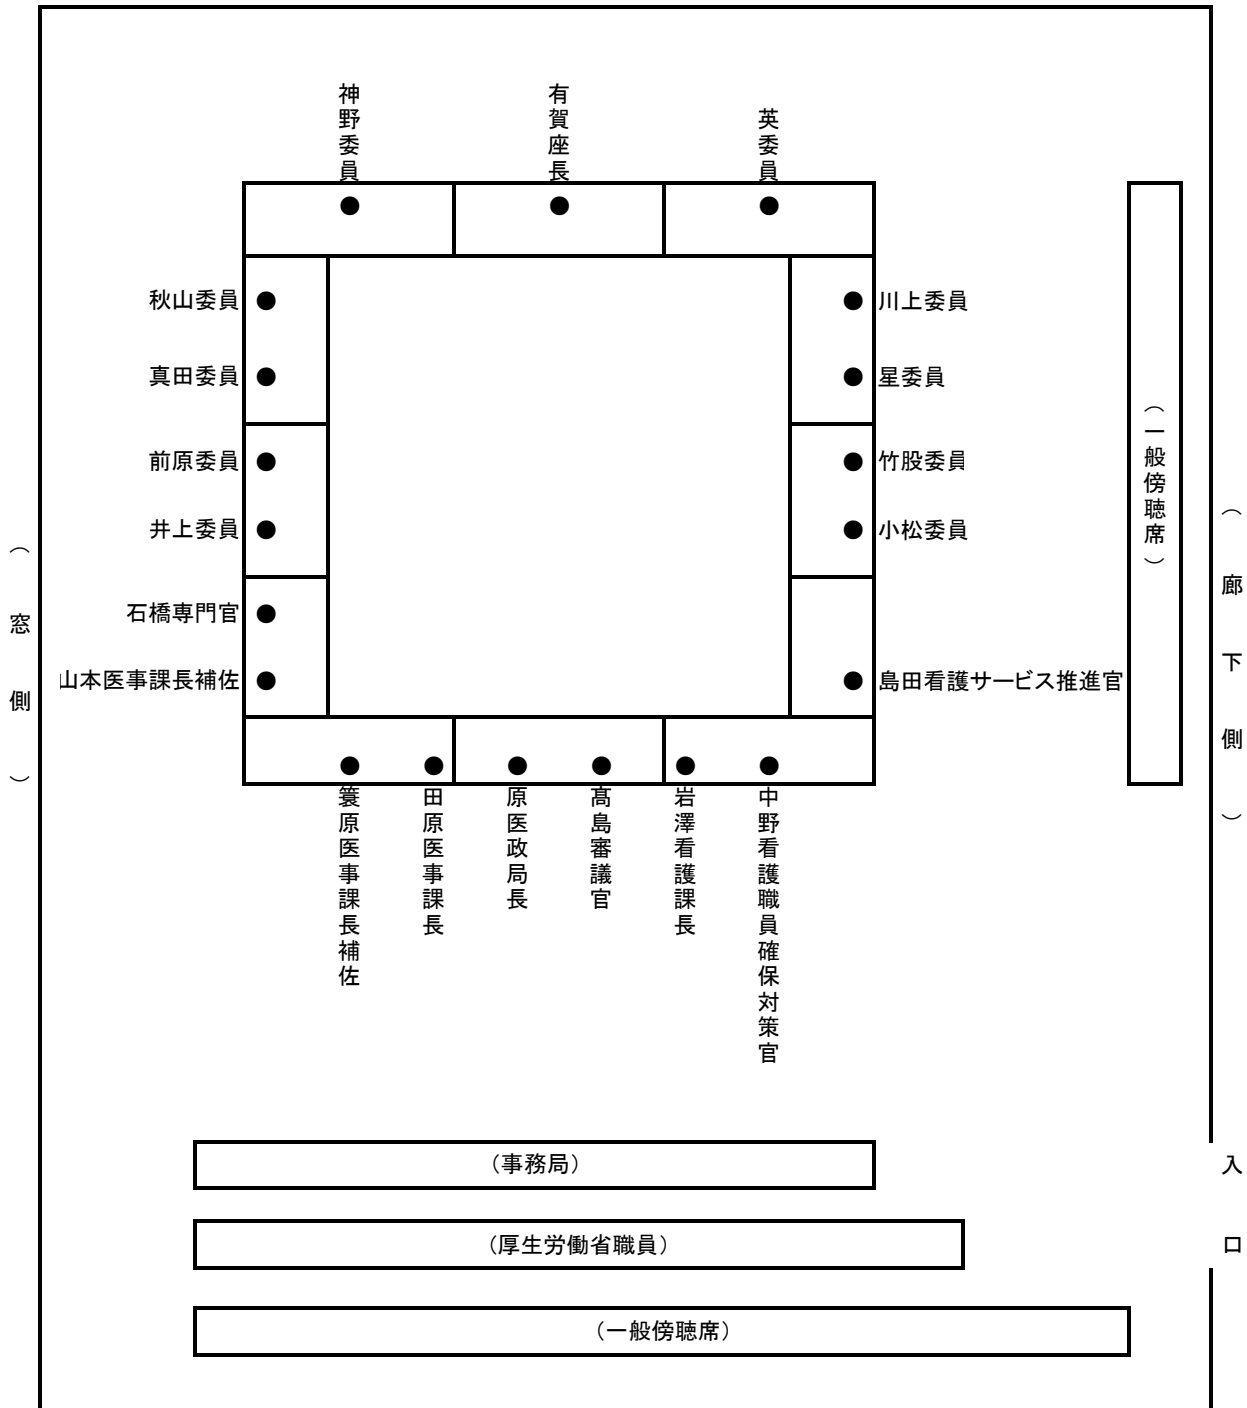 神野委員
有賀座長
英委員
秋山委員
川上委員
真田委員
星委員
前原委員
竹股委員
井上委員
小松委員
石橋専門官
山本医事課長補佐
島田看護サービス推進官
（一般傍聴席）
（窓側）
（廊下側）
簑原医事課長補佐
田原医事課長
原医政局長
髙島審議官
岩澤看護課長
中野看護職員確保対策官
（事務局）
入口
（厚生労働省職員）
（一般傍聴席）